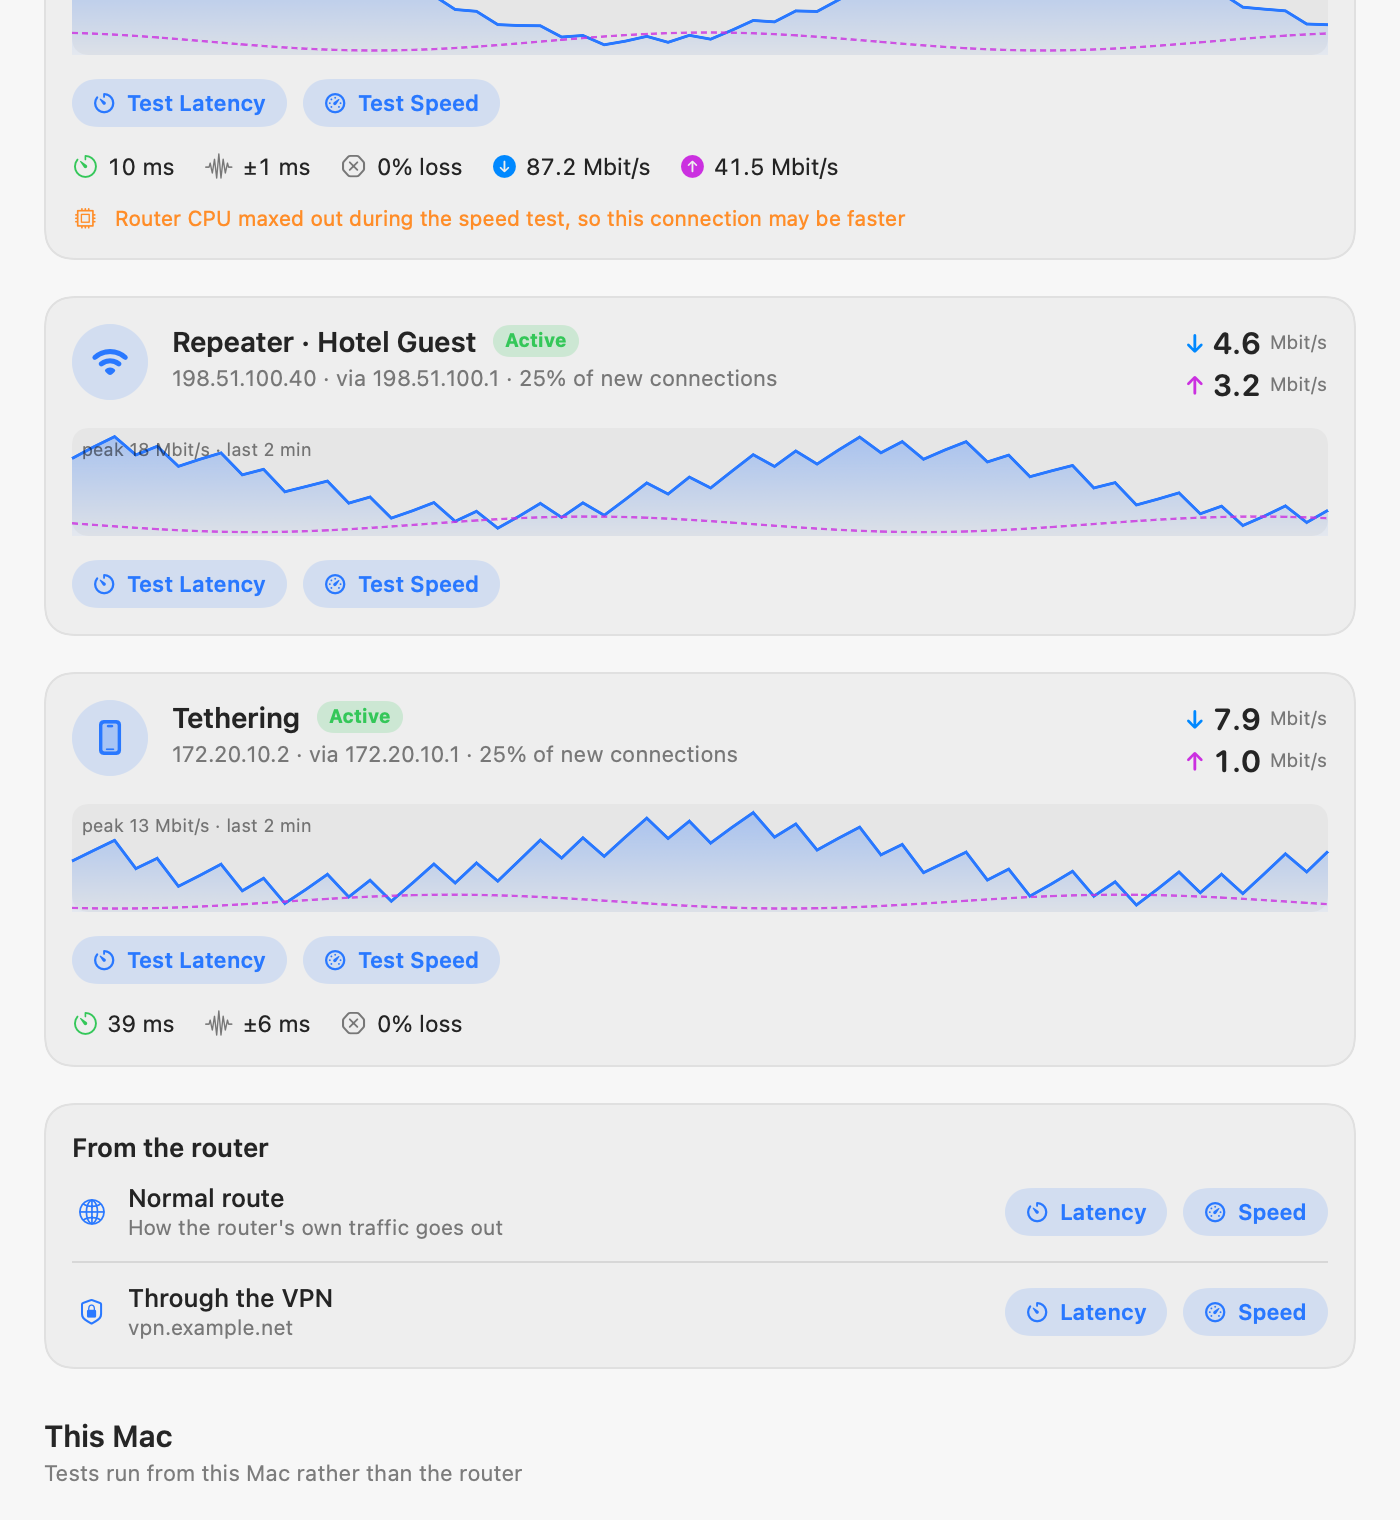 Test Latency Test Speed
10 ms ±1 ms 0% loss 87.2 Mbit/s 41.5 Mbit/s
Router CPU maxed out during the speed test, so this connection may be faster
Repeater · Hotel Guest Active
198.51.100.40 · via 198.51.100.1 · 25% of new connections
↓ 4.6 Mbit/s
↑ 3.2 Mbit/s
peak 18 Mbit/s · last 2 min
Test Latency Test Speed
Tethering Active
172.20.10.2 · via 172.20.10.1 · 25% of new connections
↓ 7.9 Mbit/s
↑ 1.0 Mbit/s
peak 13 Mbit/s · last 2 min
Test Latency Test Speed
39 ms ±6 ms 0% loss
From the router
Normal route
How the router's own traffic goes out
Latency Speed
Through the VPN
vpn.example.net
Latency Speed
This Mac
Tests run from this Mac rather than the router